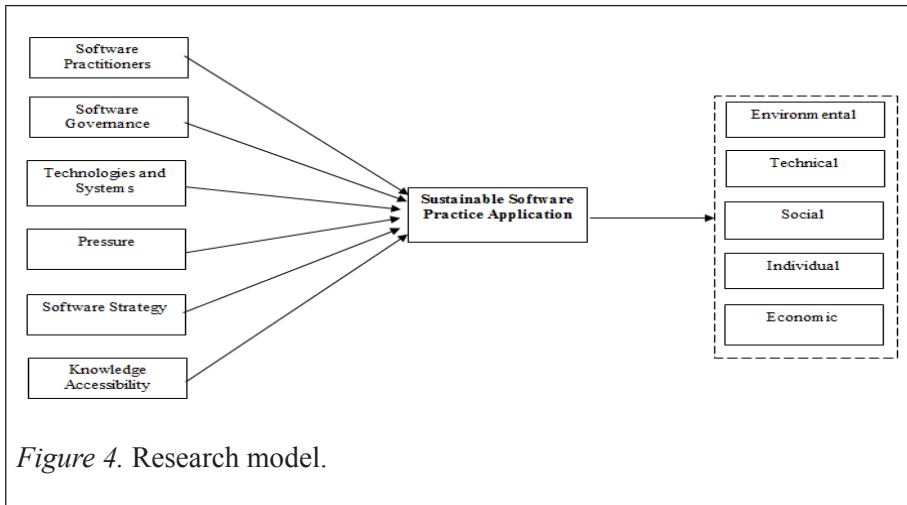 Software
Practitioners
Software
Governance
Technologies and
Systems
Pressure
Software Strategy
Knowledge
Accessibility
Sustainable Software
Practice Application
Environmental
Technical
Social
Individual
Economic
Figure 4. Research model.